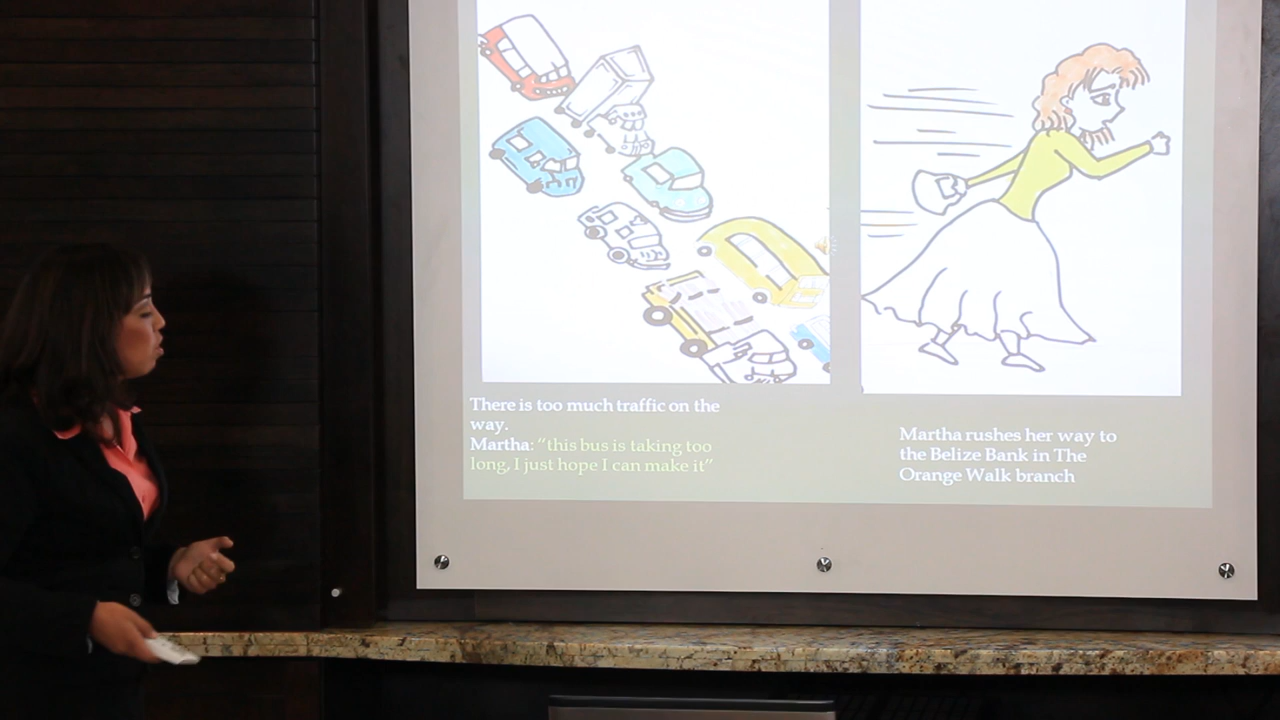 There is too much traffic on the
way.
Martha: “this bus is taking too
long, I just hope I can make it”
Martha rushes her way to
the Belize Bank in The
Orange Walk branch